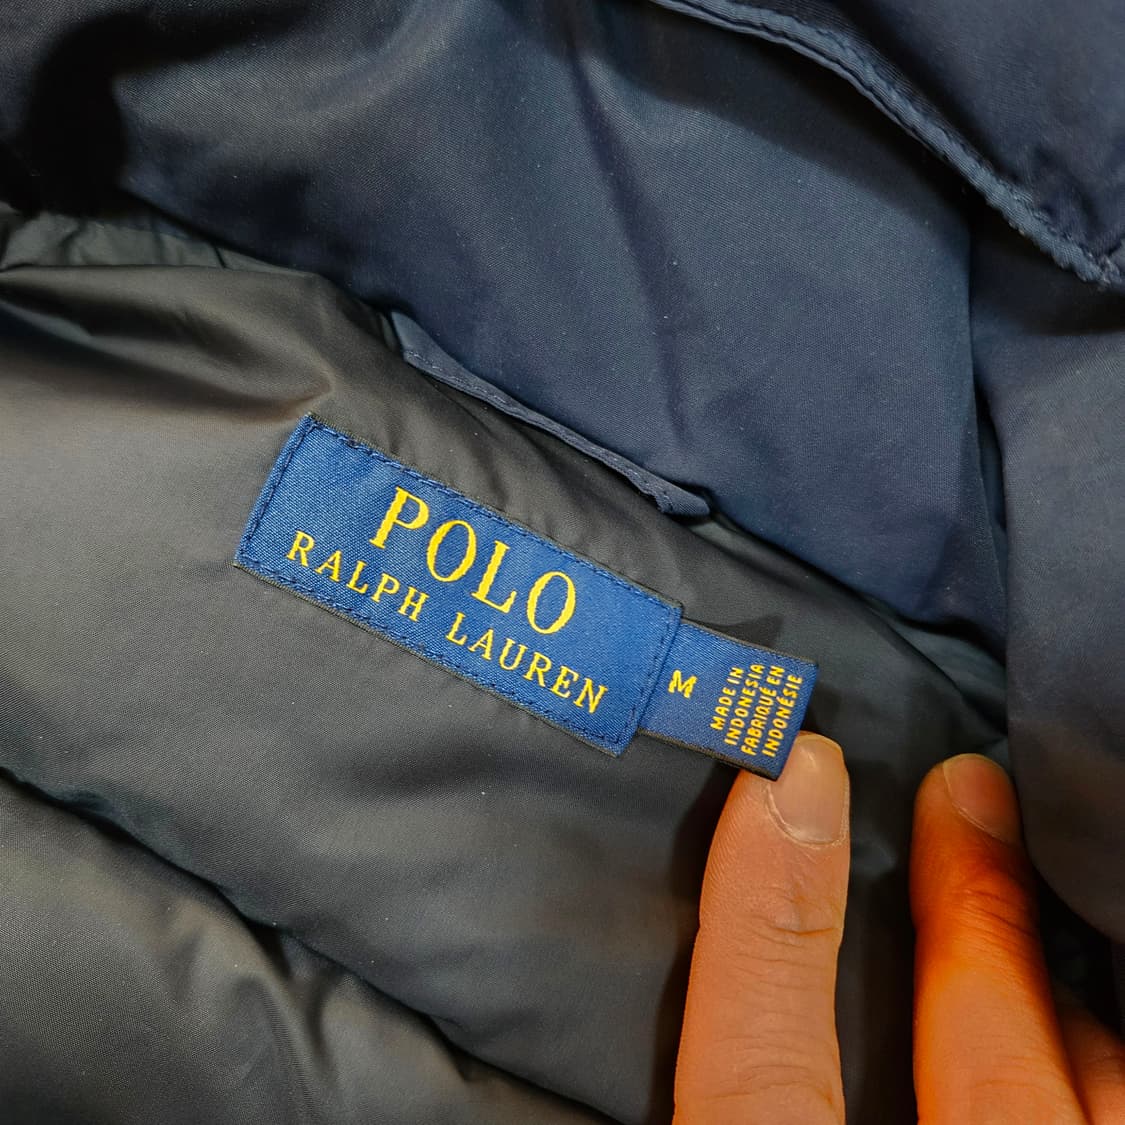 POLO
RALPH LAUREN
M
MADE IN
INDONESIA
FABRIQUÉ EN
INDONÉSIE